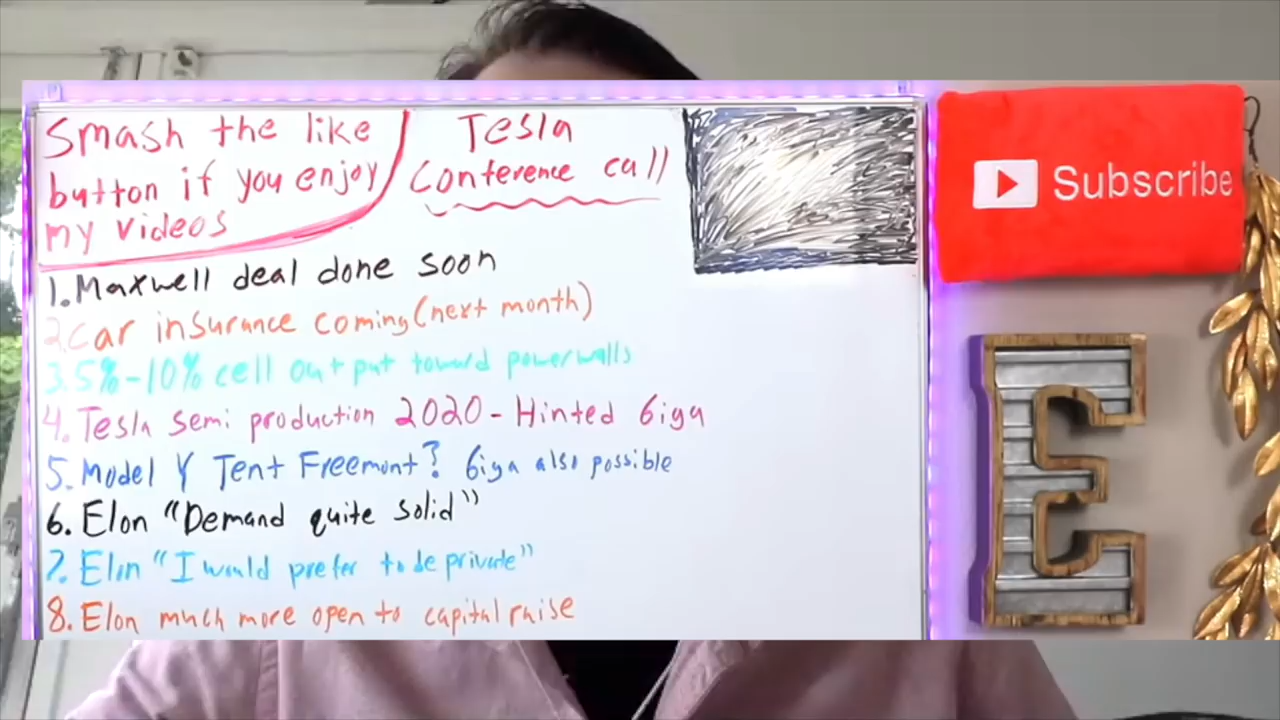 Smash the like
button if you enjoy
my videos
Tesla
Conference call
1. Maxwell deal done soon
2. Car insurance coming (next month)
3. 5%-10% cell output toward powerwalls
4. Tesla semi production 2020 - Hinted Giga
5. Model Y Tent Freemont? Giga also possible
6. Elon "Demand quite solid"
7. Elon "I would prefer to be private"
8. Elon much more open to capital raise
Subscribe
E